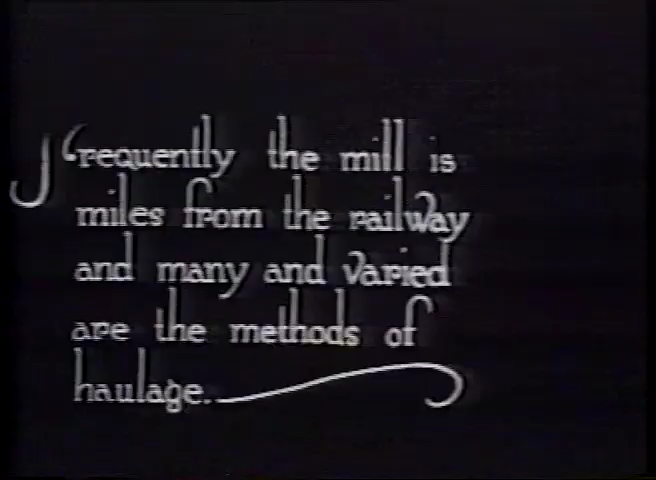 Frequently the mill is
miles from the railway
and many and varied
are the methods of
haulage.